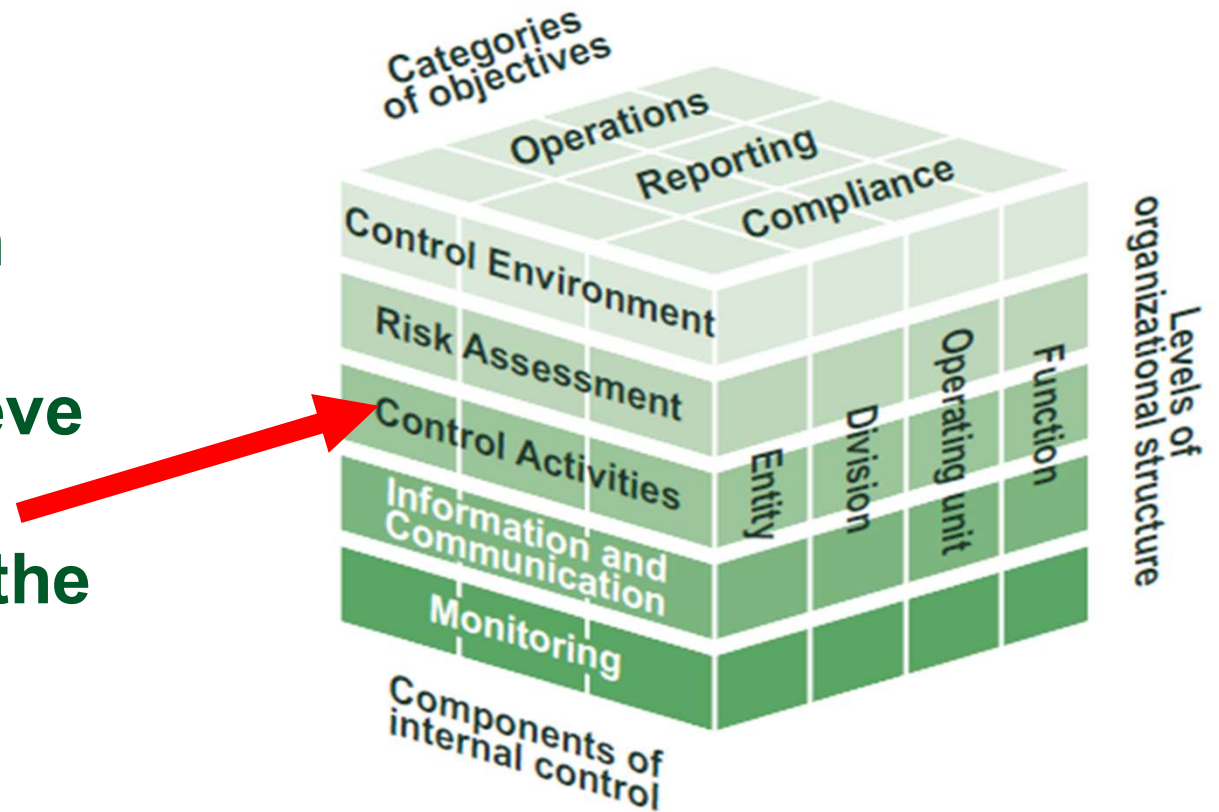 eve
the
Categories
of objectives
Operations
Reporting
Compliance
Control Environment
Risk Assessment
Control Activities
Information and
Communication
Monitoring
Components of
internal control
Entity
Division
Operating unit
Function
Levels of
organizational structure